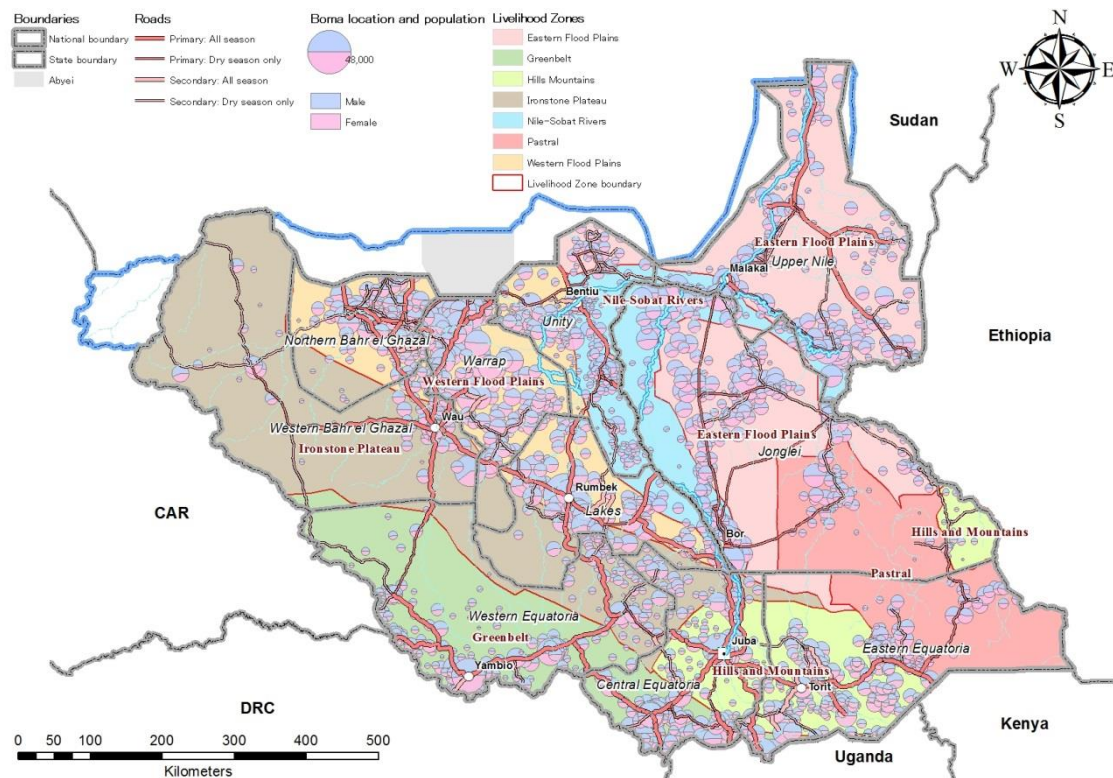 Boundaries
National boundary
State boundary
Abyei
Roads
Primary: All season
Primary: Dry season only
Secondary: All season
Secondary: Dry season only
Boma location and population
48,000
Male
Female
Livelihood Zones
Eastern Flood Plains
Greenbelt
Hills Mountains
Ironstone Plateau
Nile-Sobat Rivers
Pastral
Western Flood Plains
Livelihood Zone boundary
N
W E
S
Sudan
Eastern Flood Plains
Upper Nile
Malakal
Bentiu
Nile-Sobat Rivers
Unity
Ethiopia
Northern Bahr el Ghazal
Warrap
Western Flood Plains
Wau
Western Bahr el Ghazal
Ironstone Plateau
Eastern Flood Plains
Jonglei
Rumbek
Lakes
CAR
Bor
Hills and Mountains
Pastral
Western Equatoria
Greenbelt
Juba
Eastern Equatoria
Yambio
Hills and Mountains
Central Equatoria
Torit
DRC
Kenya
Uganda
0 100 200 300 400 500
Kilometers